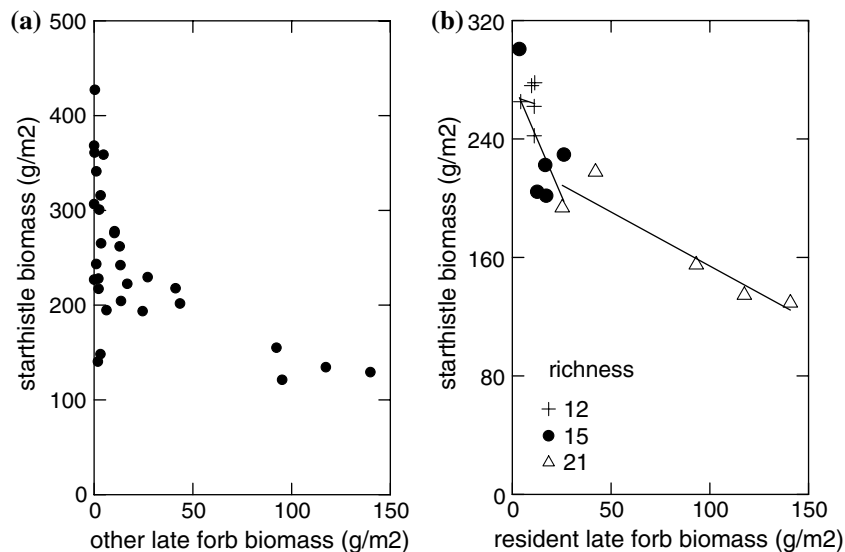 (a)
500
400
300
200
100
0
starthistle biomass (g/m2)
0 50 100 150
other late forb biomass (g/m2)
(b)
320
240
160
80
0
starthistle biomass (g/m2)
richness
12
15
21
0 50 100 150
resident late forb biomass (g/m2)